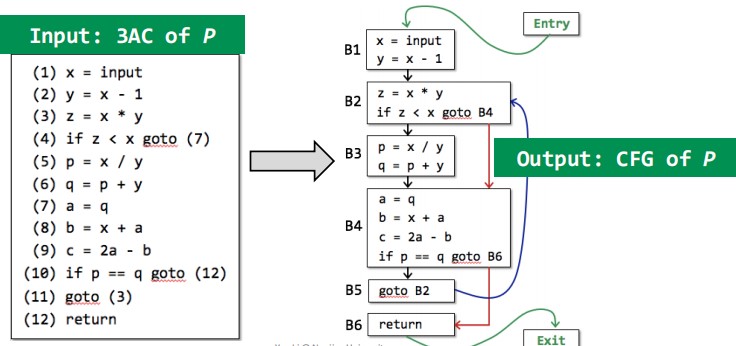 Input: 3AC of P
(1) x = input
(2) y = x - 1
(3) z = x * y
(4) if z < x goto (7)
(5) p = x / y
(6) q = p + y
(7) a = q
(8) b = x + a
(9) c = 2a - b
(10) if p == q goto (12)
(11) goto (3)
(12) return
Entry
B1
x = input
y = x - 1
B2
z = x * y
if z < x goto B4
B3
p = x / y
q = p + y
Output: CFG of P
B4
a = q
b = x + a
c = 2a - b
if p == q goto B6
B5
goto B2
B6
return
Exit